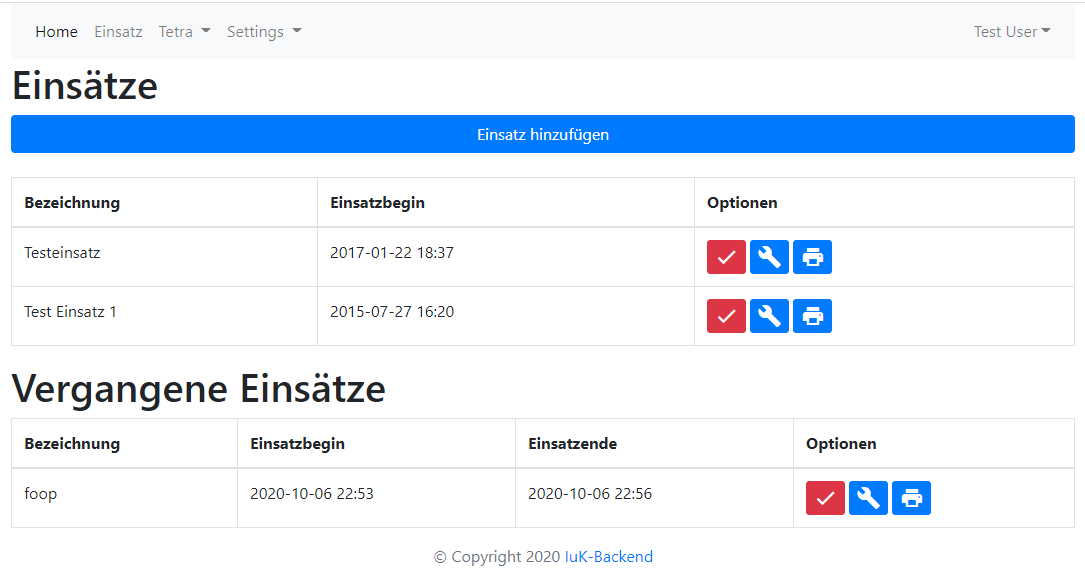 Home Einsatz Tetra Settings Test User
Einsätze
Einsatz hinzufügen
Bezeichnung Einsatzbegin Optionen
Testeinsatz 2017-01-22 18:37
Test Einsatz 1 2015-07-27 16:20
Vergangene Einsätze
Bezeichnung Einsatzbegin Einsatzende Optionen
foop 2020-10-06 22:53 2020-10-06 22:56
© Copyright 2020 IuK-Backend